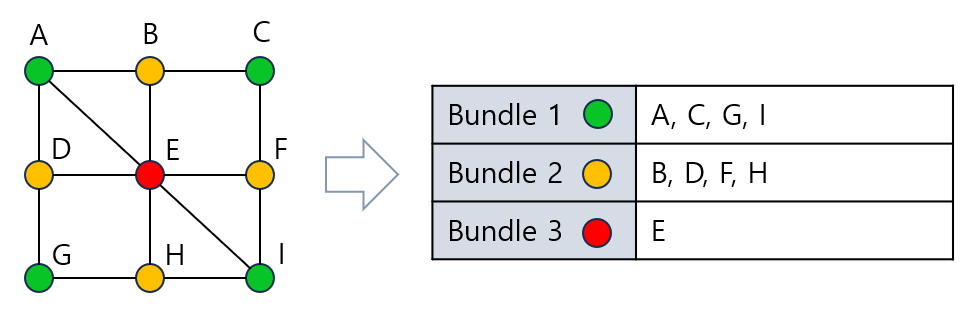 A B C
D E F
G H I
Bundle 1 A, C, G, I
Bundle 2 B, D, F, H
Bundle 3 E